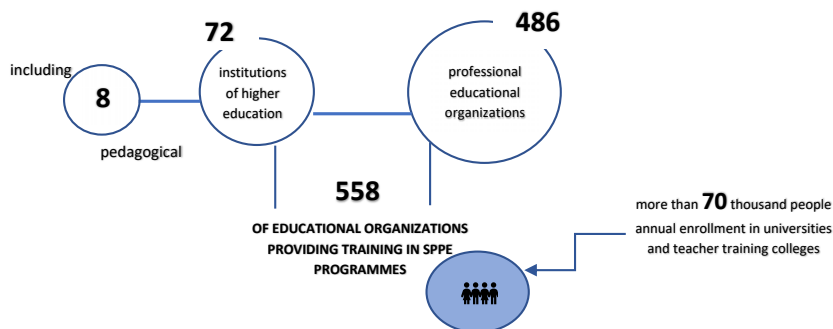 72
486
including
8
pedagogical
institutions
of higher
education
professional
educational
organizations
558
OF EDUCATIONAL ORGANIZATIONS
PROVIDING TRAINING IN SPPE
PROGRAMMES
more than 70 thousand people
annual enrollment in universities
and teacher training colleges